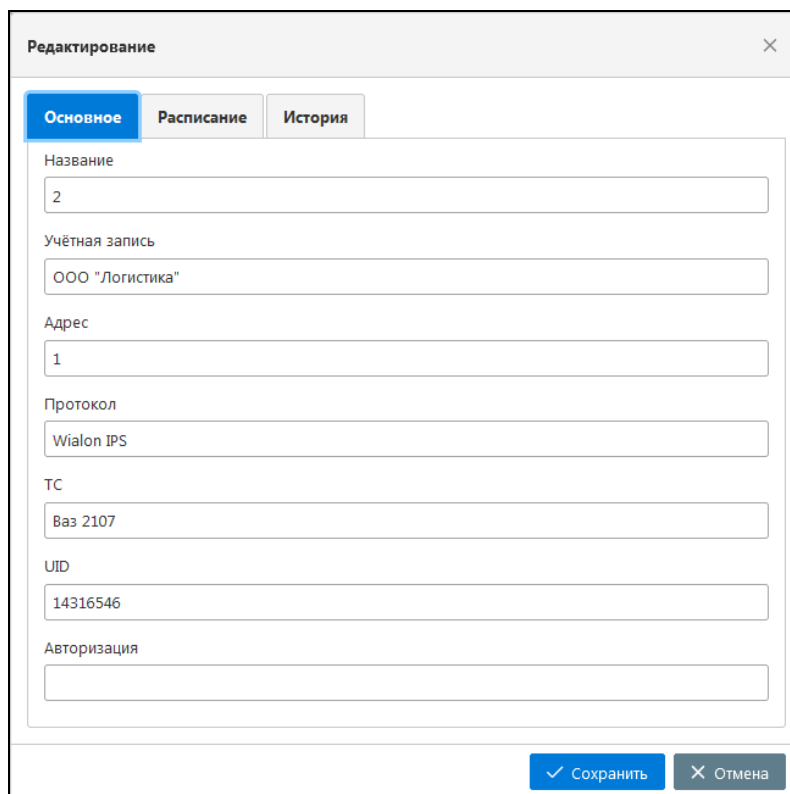 Редактирование
Основное Расписание История
Название
2
Учётная запись
ООО "Логистика"
Адрес
1
Протокол
Wialon IPS
ТС
Ваз 2107
UID
14316546
Авторизация
Сохранить Отмена